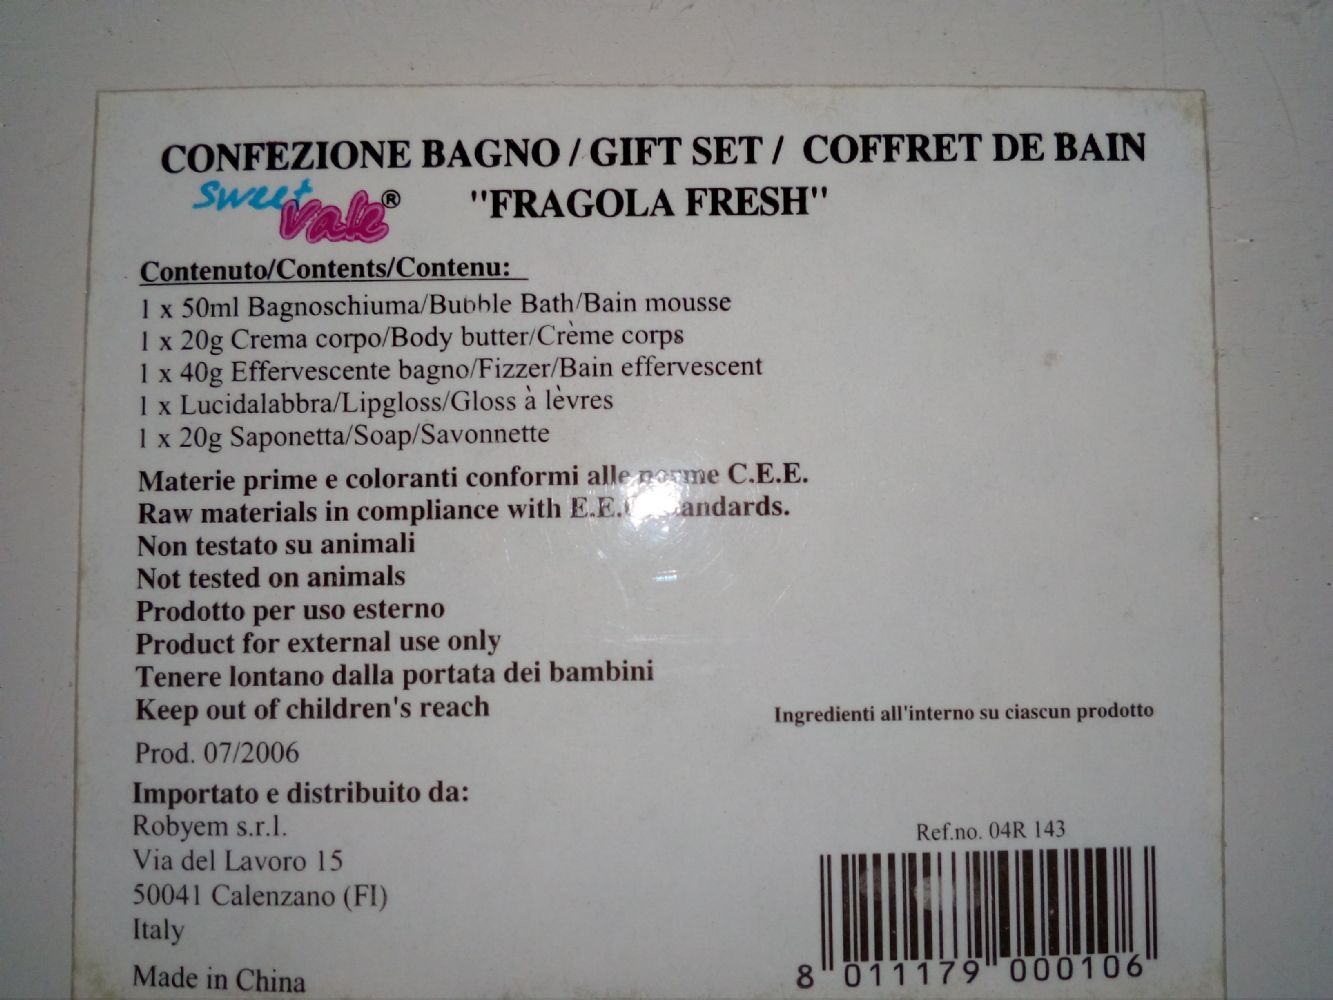 CONFEZIONE BAGNO / GIFT SET / COFFRET DE BAIN
sweet vale® "FRAGOLA FRESH"
Contenuto/Contents/Contenu:
1 x 50ml Bagnoschiuma/Bubble Bath/Bain mousse
1 x 20g Crema corpo/Body butter/Crème corps
1 x 40g Effervescente bagno/Fizzer/Bain effervescent
1 x Lucidalabbra/Lipgloss/Gloss à lèvres
1 x 20g Saponetta/Soap/Savonnette
Materie prime e coloranti conformi alle norme C.E.E.
Raw materials in compliance with E.E.C. standards.
Non testato su animali
Not tested on animals
Prodotto per uso esterno
Product for external use only
Tenere lontano dalla portata dei bambini
Keep out of children's reach
Ingredienti all'interno su ciascun prodotto
Prod. 07/2006
Importato e distribuito da:
Robyem s.r.l.
Via del Lavoro 15
50041 Calenzano (FI)
Italy
Made in China
Ref.no. 04R 143
8 011179 000106